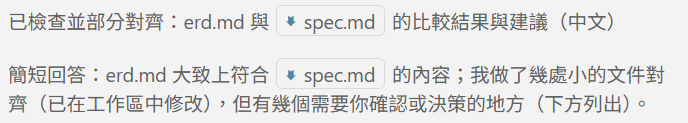 已檢查並部分對齊：erd.md 與 spec.md 的比較結果與建議（中文）
簡短回答：erd.md 大致上符合 spec.md 的內容；我做了幾處小的文件對
齊（已在工作區中修改），但有幾個需要你確認或決策的地方（下方列出）。